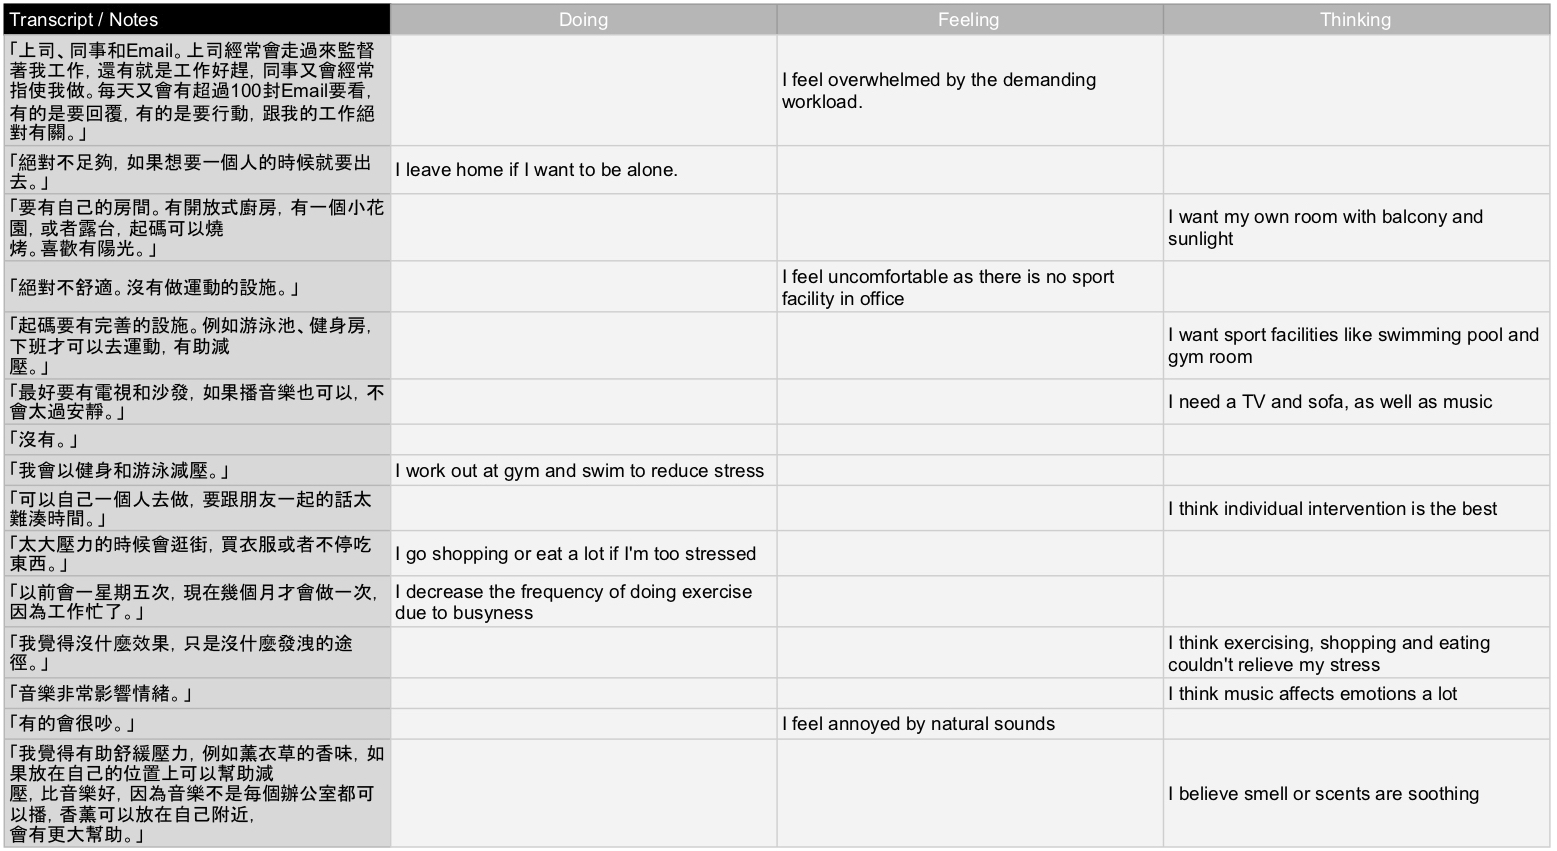 Transcript / Notes
Doing
Feeling
Thinking
「上司、同事和Email。上司經常會走過來監督
著我工作, 還有就是工作好趕, 同事又會經常
指使我做。每天又會有超過100封Email要看,
有的是要回覆, 有的是要行動, 跟我的工作絕
對有關。」
I feel overwhelmed by the demanding
workload.
「絕對不足夠, 如果想要一個人的時候就要出
去。」
I leave home if I want to be alone.
「要有自己的房間。有開放式廚房, 有一個小花
園, 或者露台, 起碼可以燒
烤。喜歡有陽光。」
I want my own room with balcony and
sunlight
「絕對不舒適。沒有做運動的設施。」
I feel uncomfortable as there is no sport
facility in office
「起碼要有完善的設施。例如游泳池、健身房,
下班才可以去運動, 有助減
壓。」
I want sport facilities like swimming pool and
gym room
「最好要有電視和沙發, 如果播音樂也可以, 不
會太過安靜。」
I need a TV and sofa, as well as music
「沒有。」
「我會以健身和游泳減壓。」
I work out at gym and swim to reduce stress
「可以自己一個人去做, 要跟朋友一起的話太
難湊時間。」
I think individual intervention is the best
「太大壓力的時候會逛街, 買衣服或者不停吃
東西。」
I go shopping or eat a lot if I'm too stressed
「以前會一星期五次, 現在幾個月才會做一次,
因為工作忙了。」
I decrease the frequency of doing exercise
due to busyness
「我覺得沒什麼效果, 只是沒什麼發洩的途
徑。」
I think exercising, shopping and eating
couldn't relieve my stress
「音樂非常影響情緒。」
I think music affects emotions a lot
「有的會很吵。」
I feel annoyed by natural sounds
「我覺得有助舒緩壓力, 例如薰衣草的香味, 如
果放在自己的位置上可以幫助減
壓, 比音樂好, 因為音樂不是每個辦公室都可
以播, 香薰可以放在自己附近,
會有更大幫助。」
I believe smell or scents are soothing